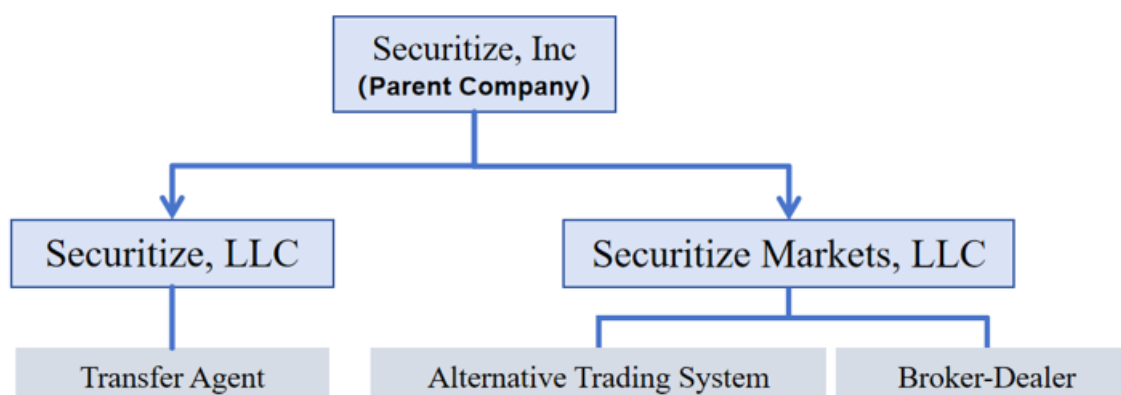 Securitize, Inc
(Parent Company)
Securitize, LLC
Securitize Markets, LLC
Transfer Agent
Alternative Trading System
Broker-Dealer